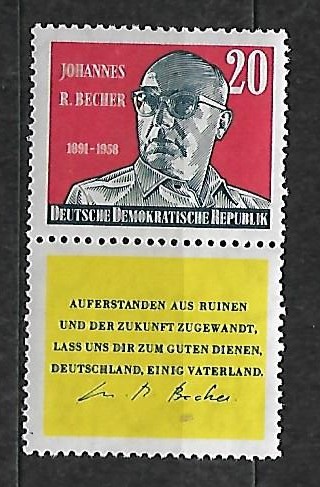 JOHANNES
R. BECHER
20
1891-1958
DEUTSCHE DEMOKRATISCHE REPUBLIK
AUFERSTANDEN AUS RUINEN
UND DER ZUKUNFT ZUGEWANDT,
LASS UNS DIR ZUM GUTEN DIENEN,
DEUTSCHLAND, EINIG VATERLAND.
Becher.